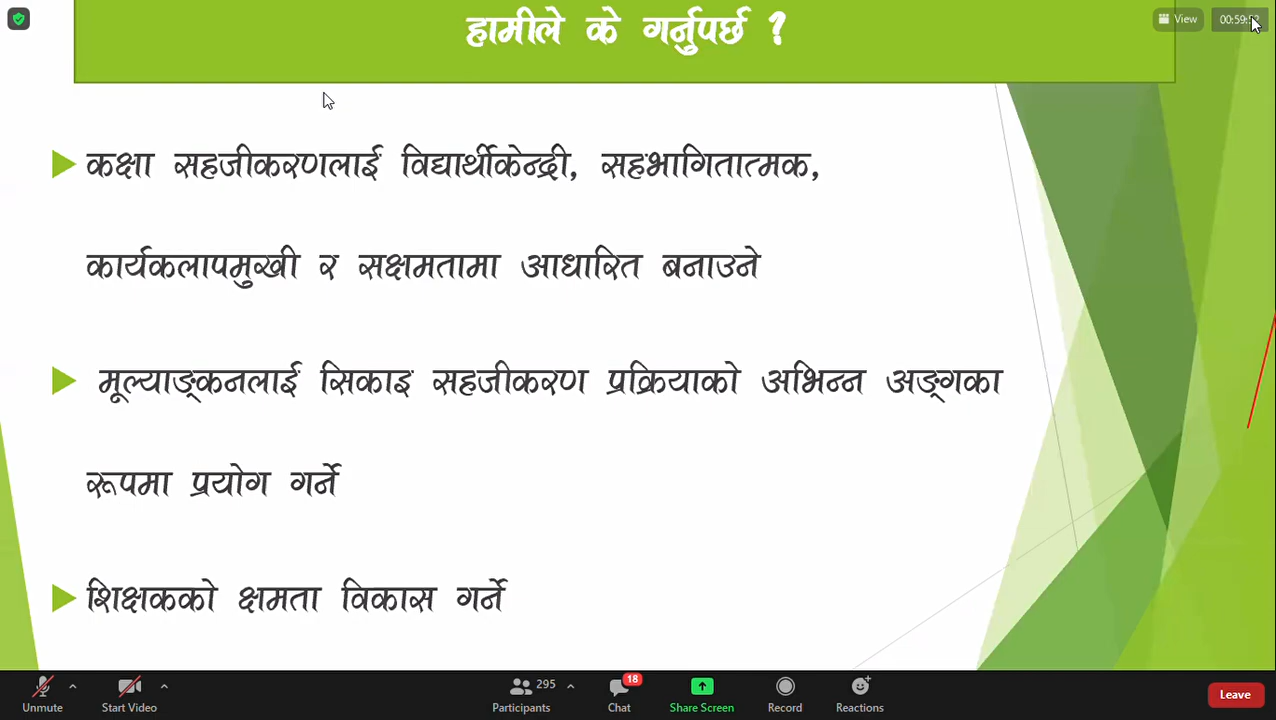 हामीले के गर्नुपर्छ ?
View
कक्षा सहजीकरणलाई विद्यार्थीकेन्द्री, सहभागितात्मक,
कार्यकलापमुखी र सक्षमतामा आधारित बनाउने
मूल्याङ्कनलाई सिकाइ सहजीकरण प्रक्रियाको अभिन्न अङ्गका
रूपमा प्रयोग गर्ने
शिक्षकको क्षमता विकास गर्ने
295 18
Unmute Start Video Participants Chat Share Screen Record Reactions Leave